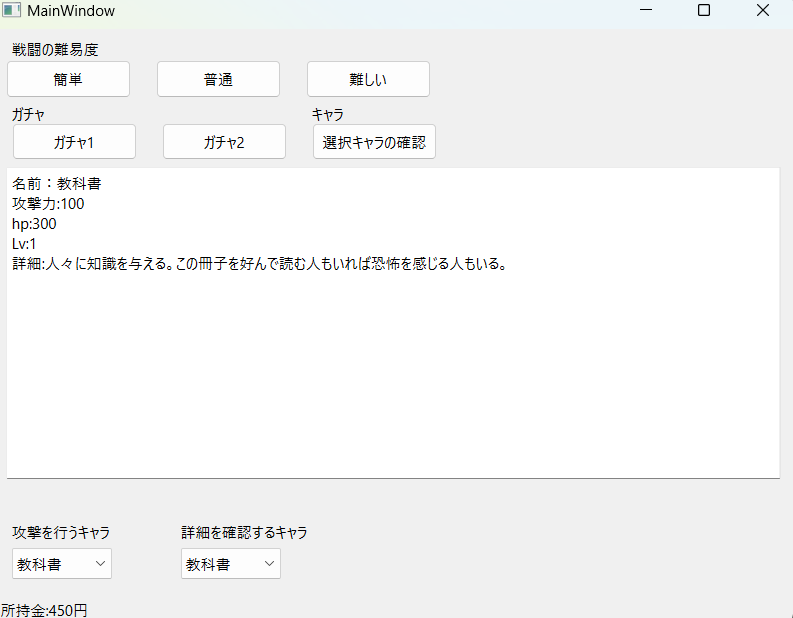 MainWindow
戦闘の難易度
簡単 普通 難しい
ガチャ キャラ
ガチャ1 ガチャ2 選択キャラの確認
名前：教科書
攻撃力:100
hp:300
Lv:1
詳細:人々に知識を与える。この冊子を好んで読む人もいれば恐怖を感じる人もいる。
攻撃を行うキャラ 詳細を確認するキャラ
教科書 教科書
所持金:450円